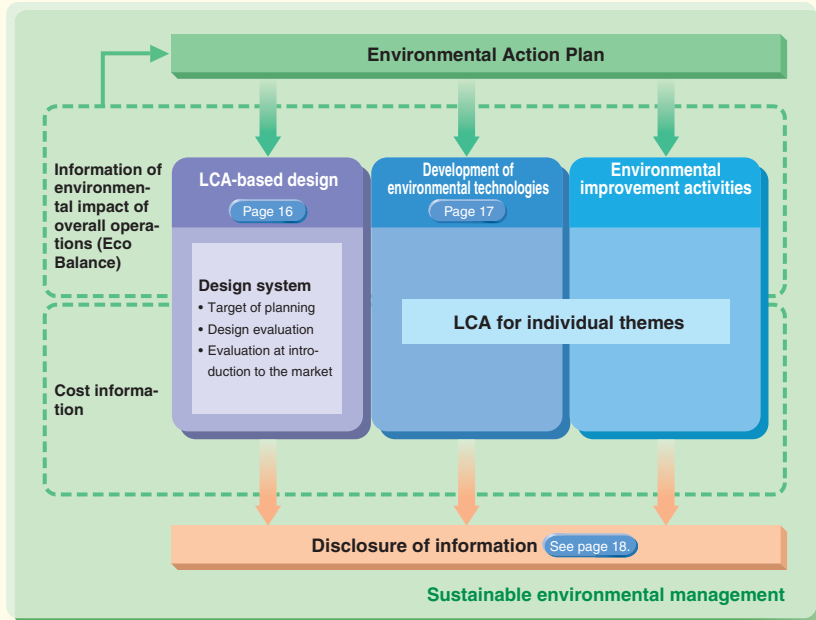 Environmental Action Plan
Information of
environmen-
tal impact of
overall opera-
tions (Eco
Balance)
LCA-based design
Page 16
Development of
environmental technologies
Page 17
Environmental
improvement activities
Design system
• Target of planning
• Design evaluation
• Evaluation at intro-
duction to the market
LCA for individual themes
Cost informa-
tion
Disclosure of information See page 18.
Sustainable environmental management